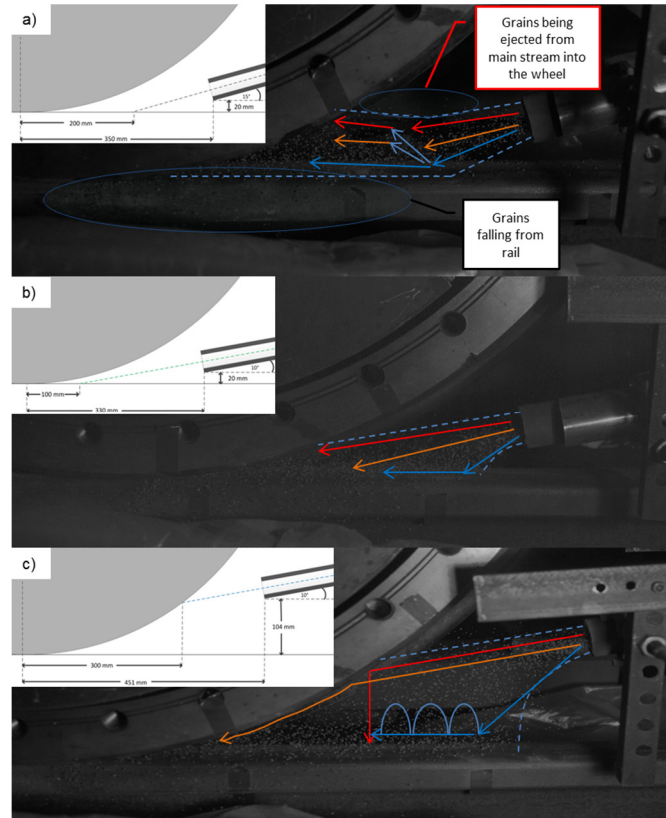 a)
Grains being
ejected from
main stream into
the wheel
15°
20 mm
200 mm
350 mm
Grains
falling from
rail
b)
10°
20 mm
100 mm
330 mm
c)
10°
104 mm
300 mm
451 mm